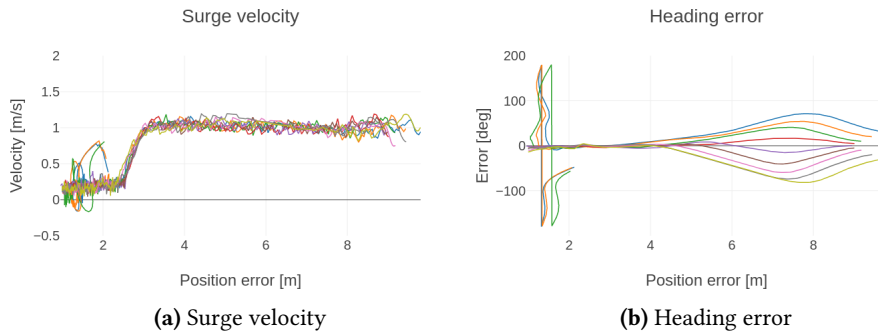 Surge velocity
2
1.5
1
0.5
0
−0.5
2
4
6
8
Velocity [m/s]
Position error [m]
(a) Surge velocity
Heading error
200
100
0
−100
2
4
6
8
Error [deg]
Position error [m]
(b) Heading error